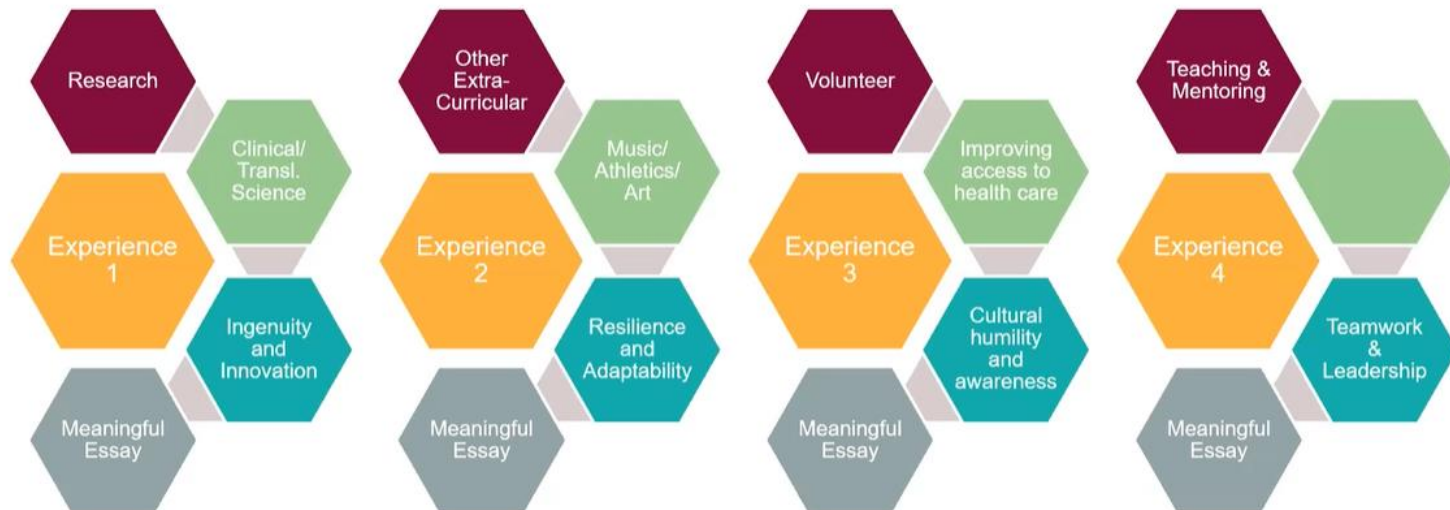 Research
Clinical/
Transl.
Science
Experience
1
Ingenuity
and
Innovation
Meaningful
Essay
Other
Extra-
Curricular
Music/
Athletics/
Art
Experience
2
Resilience
and
Adaptability
Meaningful
Essay
Volunteer
Improving
access to
health care
Experience
3
Cultural
humility
and
awareness
Meaningful
Essay
Teaching &
Mentoring
Experience
4
Teamwork
&
Leadership
Meaningful
Essay